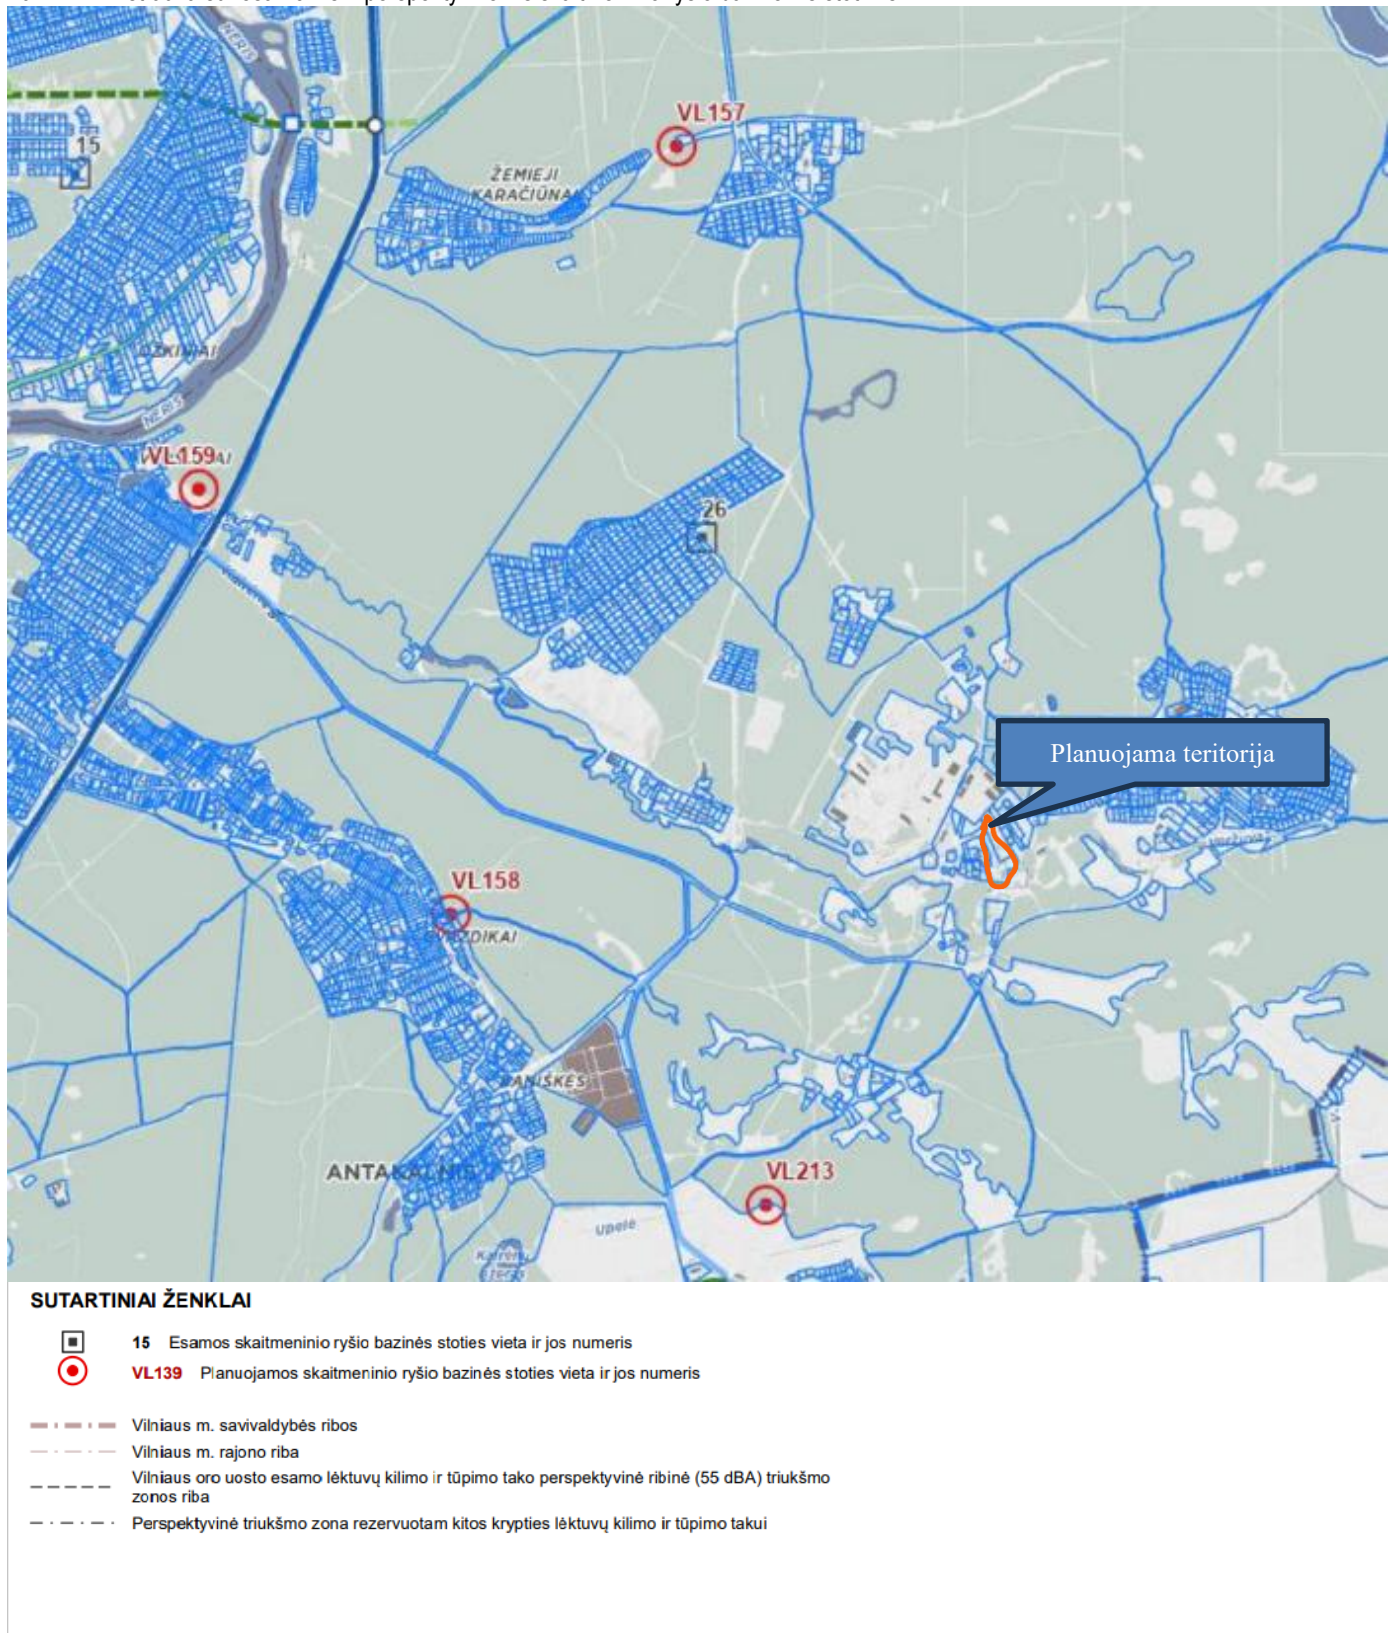 NERIS
VL157
15
ŽEMIEJI
KARAČIŪNAI
NERIS
VL159
26
Planuojama teritorija
VL158
ANTAKALNIS
VL213
Upelė
SUTARTINIAI ŽENKLAI
15 Esamos skaitmeninio ryšio bazinės stoties vieta ir jos numeris
VL139 Planuojamos skaitmeninio ryšio bazinės stoties vieta ir jos numeris
Vilniaus m. savivaldybės ribos
Vilniaus m. rajono riba
Vilniaus oro uosto esamo lėktuvų kilimo ir tūpimo tako perspektyvinė ribinė (55 dBA) triukšmo
zonos riba
Perspektyvinė triukšmo zona rezervuotam kitos krypties lėktuvų kilimo ir tūpimo takui